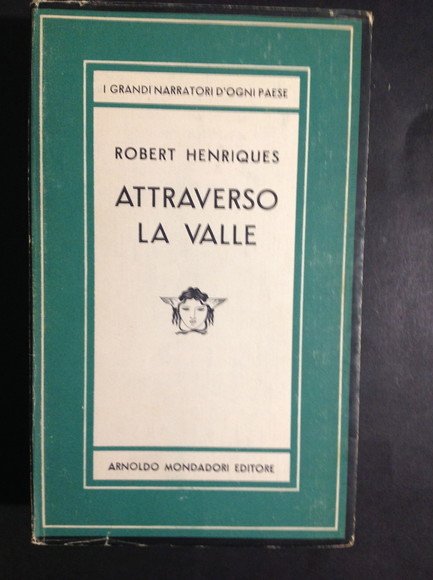 I GRANDI NARRATORI D'OGNI PAESE
ROBERT HENRIQUES
ATTRAVERSO
LA VALLE
ARNOLDO MONDADORI EDITORE